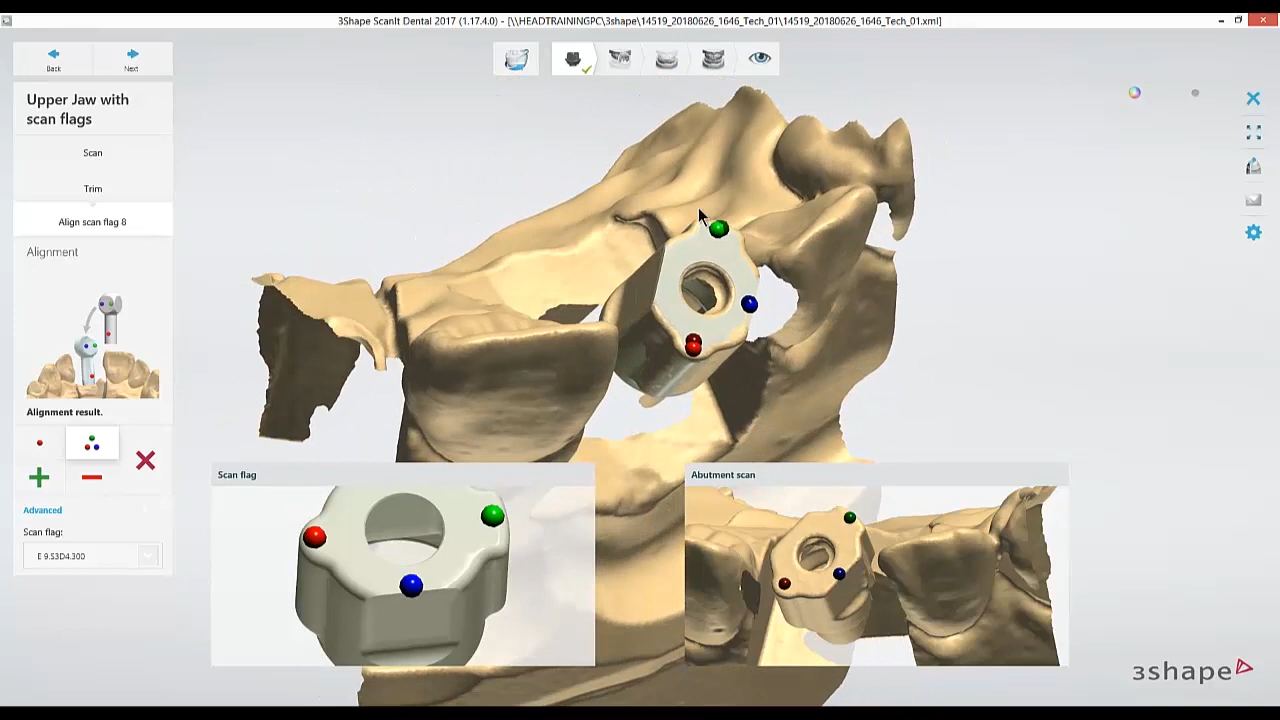 3Shape ScanIt Dental 2017 (1.17.4.0) - [\\HEADTRAININGPC\3shape\14519_20180626_1646_Tech_01\14519_20180626_1646_Tech_01.xml]
Back
Next
Upper Jaw with
scan flags
Scan
Trim
Align scan flag 8
Alignment
Alignment result.
Advanced
Scan flag:
E 9.S3D4.300
Scan flag
Abutment scan
3shape